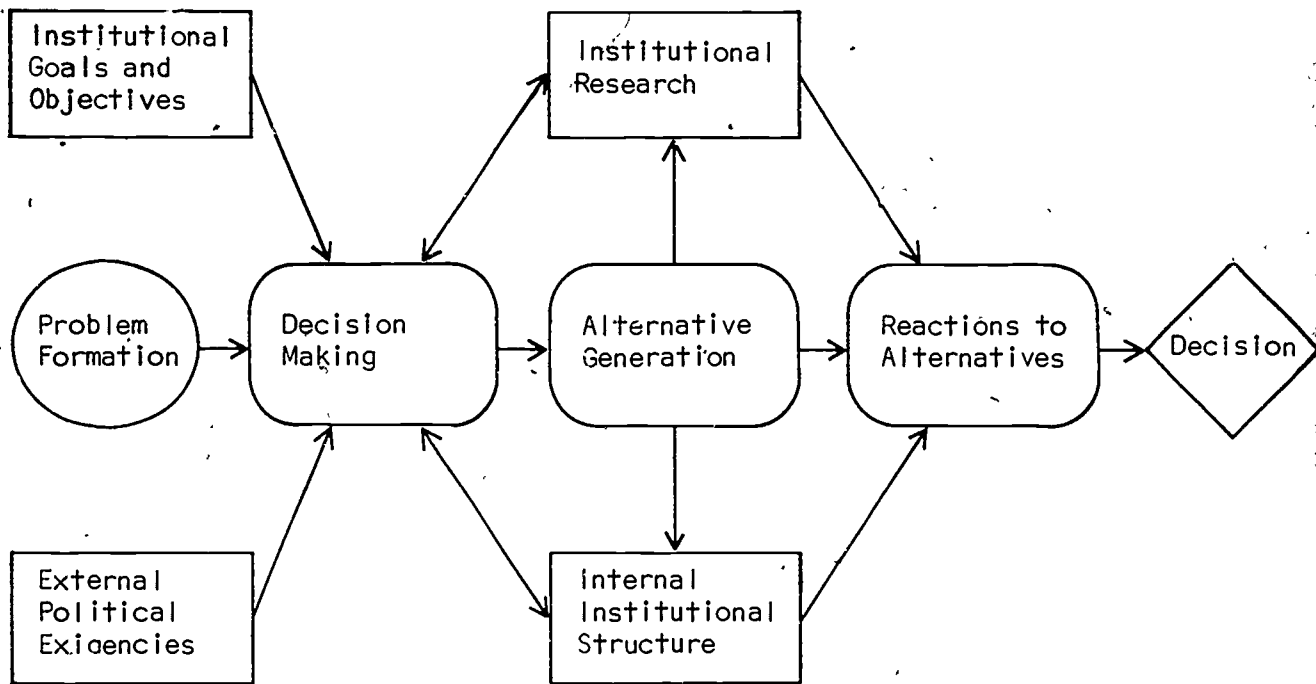 Institutional
Goals and
Objectives
Institutional
Research
Problem
Formation
Decision
Making
Alternative
Generation
Reactions to
Alternatives
Decision
External
Political
Exigencies
Internal
Institutional
Structure